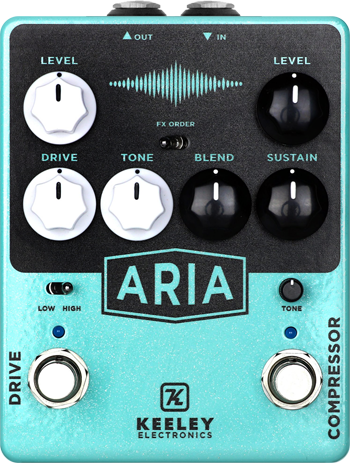 OUT IN
LEVEL LEVEL
FX ORDER
DRIVE TONE BLEND SUSTAIN
ARIA
LOW HIGH TONE
DRIVE
COMPRESSOR
KEELEY
ELECTRONICS